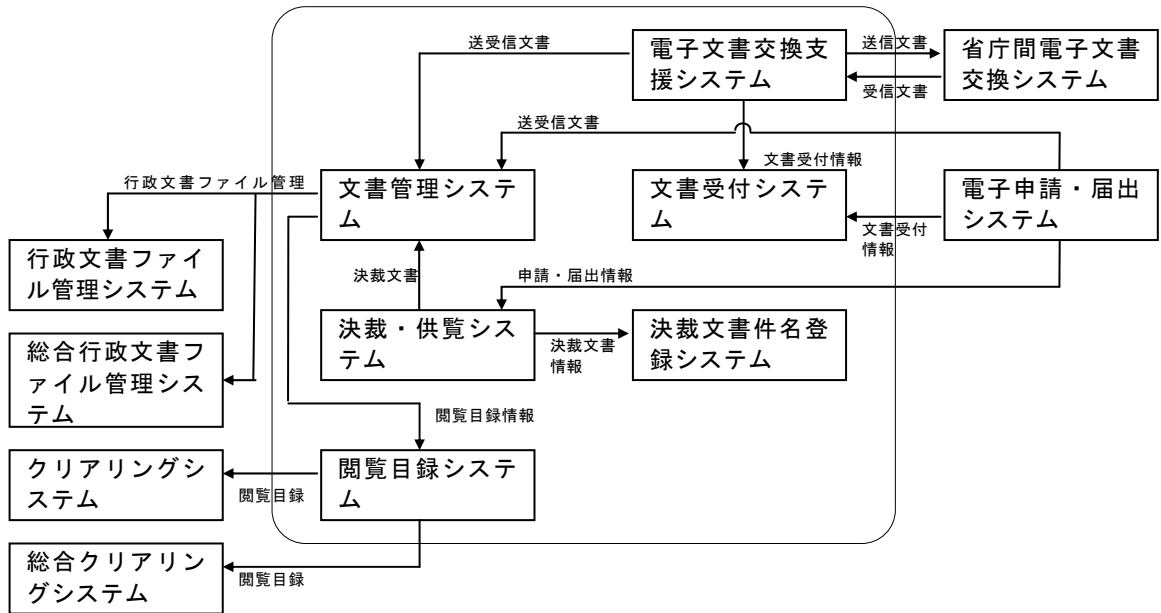 送受信文書
電子文書交換支
援システム
送信文書
受信文書
省庁間電子文書
交換システム
送受信文書
文書受付情報
行政文書ファイル管理
文書管理システ
ム
文書受付システ
ム
文書受付
情報
電子申請・届出
システム
行政文書ファイ
ル管理システム
決裁文書
申請・届出情報
総合行政文書フ
ァイル管理シス
テム
決裁・供覧シス
テム
決裁文書
情報
決裁文書件名登
録システム
閲覧目録情報
クリアリングシ
ステム
閲覧目録
閲覧目録システ
ム
総合クリアリン
グシステム
閲覧目録